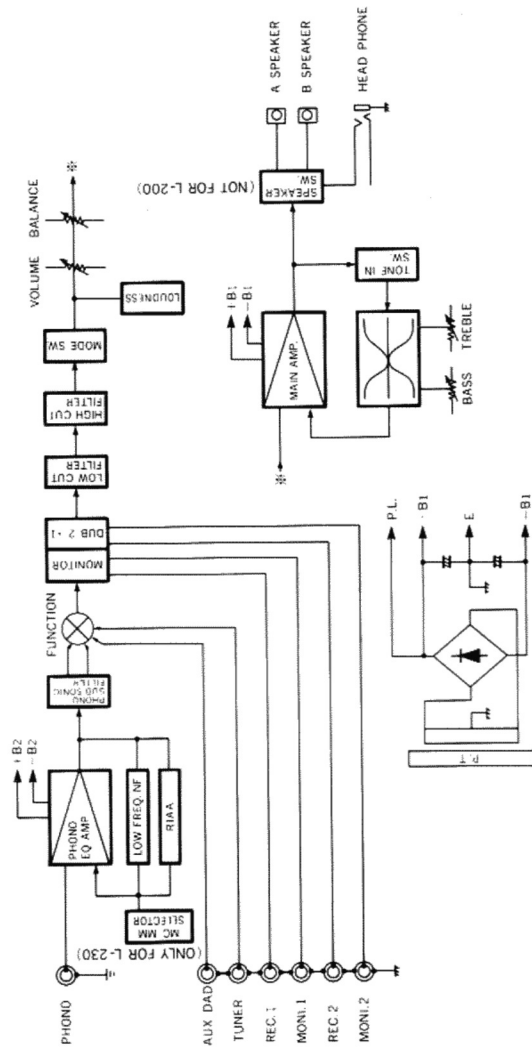 PHONO
+B2
−B2
PHONO
EQ AMP
LOW FREQ. NF
RIAA
MC MM
SELECTOR
(ONLY FOR L-230)
PHONO
SUB SONIC
FILTER
FUNCTION
MONITOR
DUB 2→1
LOW CUT
FILTER
HIGH CUT
FILTER
MODE SW.
LOUDNESS
VOLUME
BALANCE
※
AUX DAD
TUNER
REC. 1
MONI. 1
REC. 2
MONI. 2
※
MAIN AMP.
+B1
−B1
TONE IN
SW.
BASS
TREBLE
SPEAKER
SW.
(NOT FOR L-200)
A SPEAKER
B SPEAKER
HEAD PHONE
P.T
P.L.
-B1
E
−B1